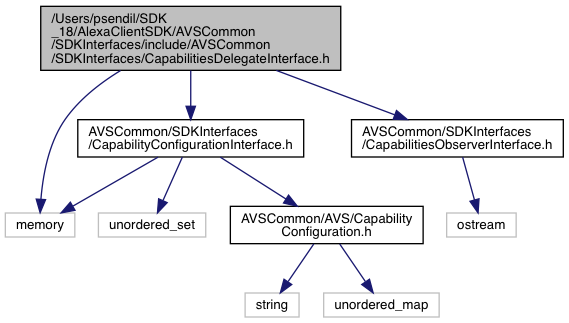 /Users/psendil/SDK
_18/AlexaClientSDK/AVSCommon
/SDKInterfaces/include/AVSCommon
/SDKInterfaces/CapabilitiesDelegateInterface.h
AVSCommon/SDKInterfaces
/CapabilityConfigurationInterface.h
AVSCommon/SDKInterfaces
/CapabilitiesObserverInterface.h
memory
unordered_set
AVSCommon/AVS/Capability
Configuration.h
ostream
string
unordered_map